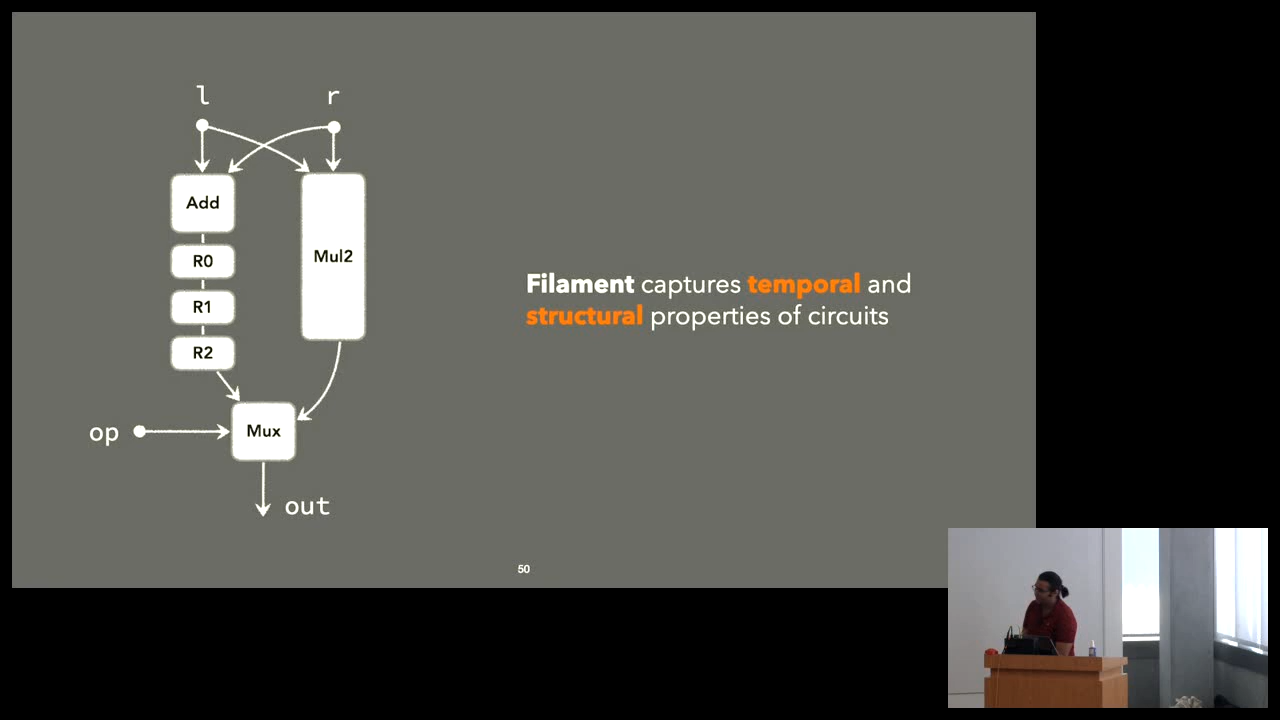 l
r
Add
R0
R1
R2
Mul2
op
Mux
out
Filament captures temporal and
structural properties of circuits
50